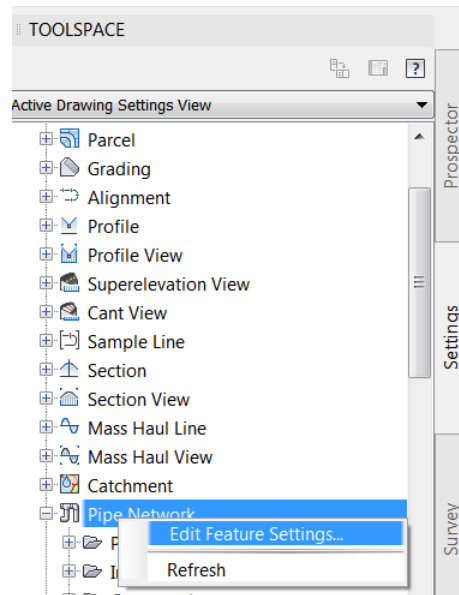 TOOLSPACE
?
Active Drawing Settings View
Parcel
Grading
Alignment
Profile
Profile View
Superelevation View
Cant View
Sample Line
Section
Section View
Mass Haul Line
Mass Haul View
Catchment
Pipe Network
Edit Feature Settings...
Refresh
Prospector
Settings
Survey